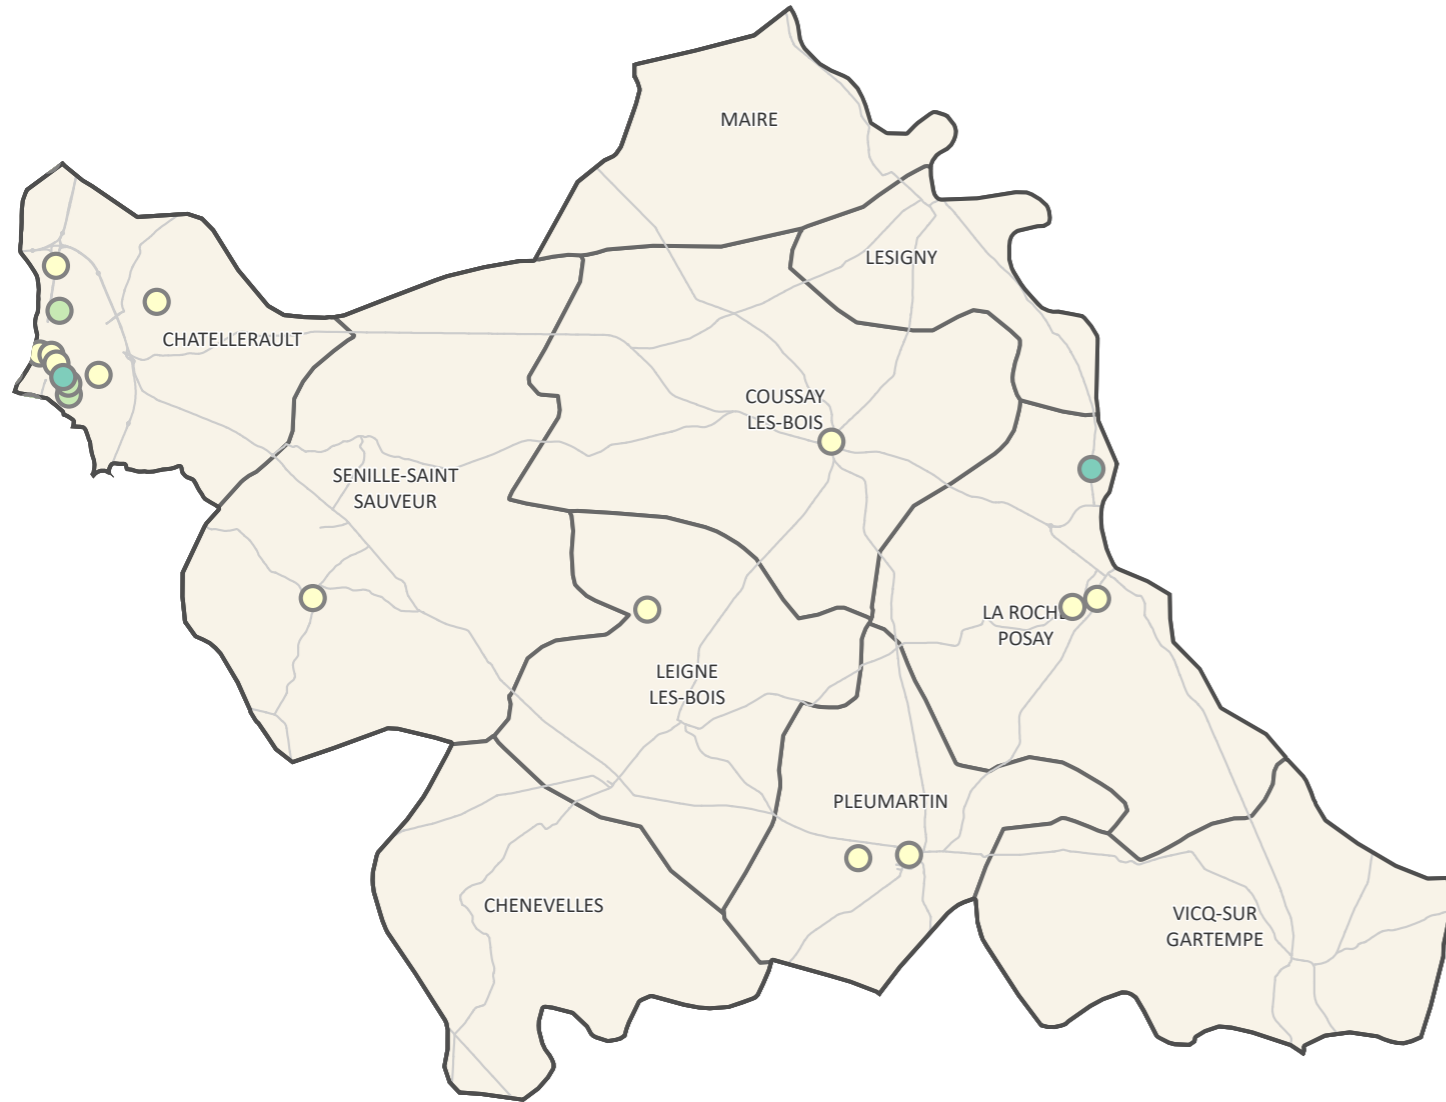 MAIRE
LESIGNY
CHATELLERAULT
COUSSAY
LES-BOIS
SENILLE-SAINT
SAUVEUR
LA ROCHE
POSAY
LEIGNE
LES-BOIS
PLEUMARTIN
CHENEVELLES
VICQ-SUR
GARTEMPE